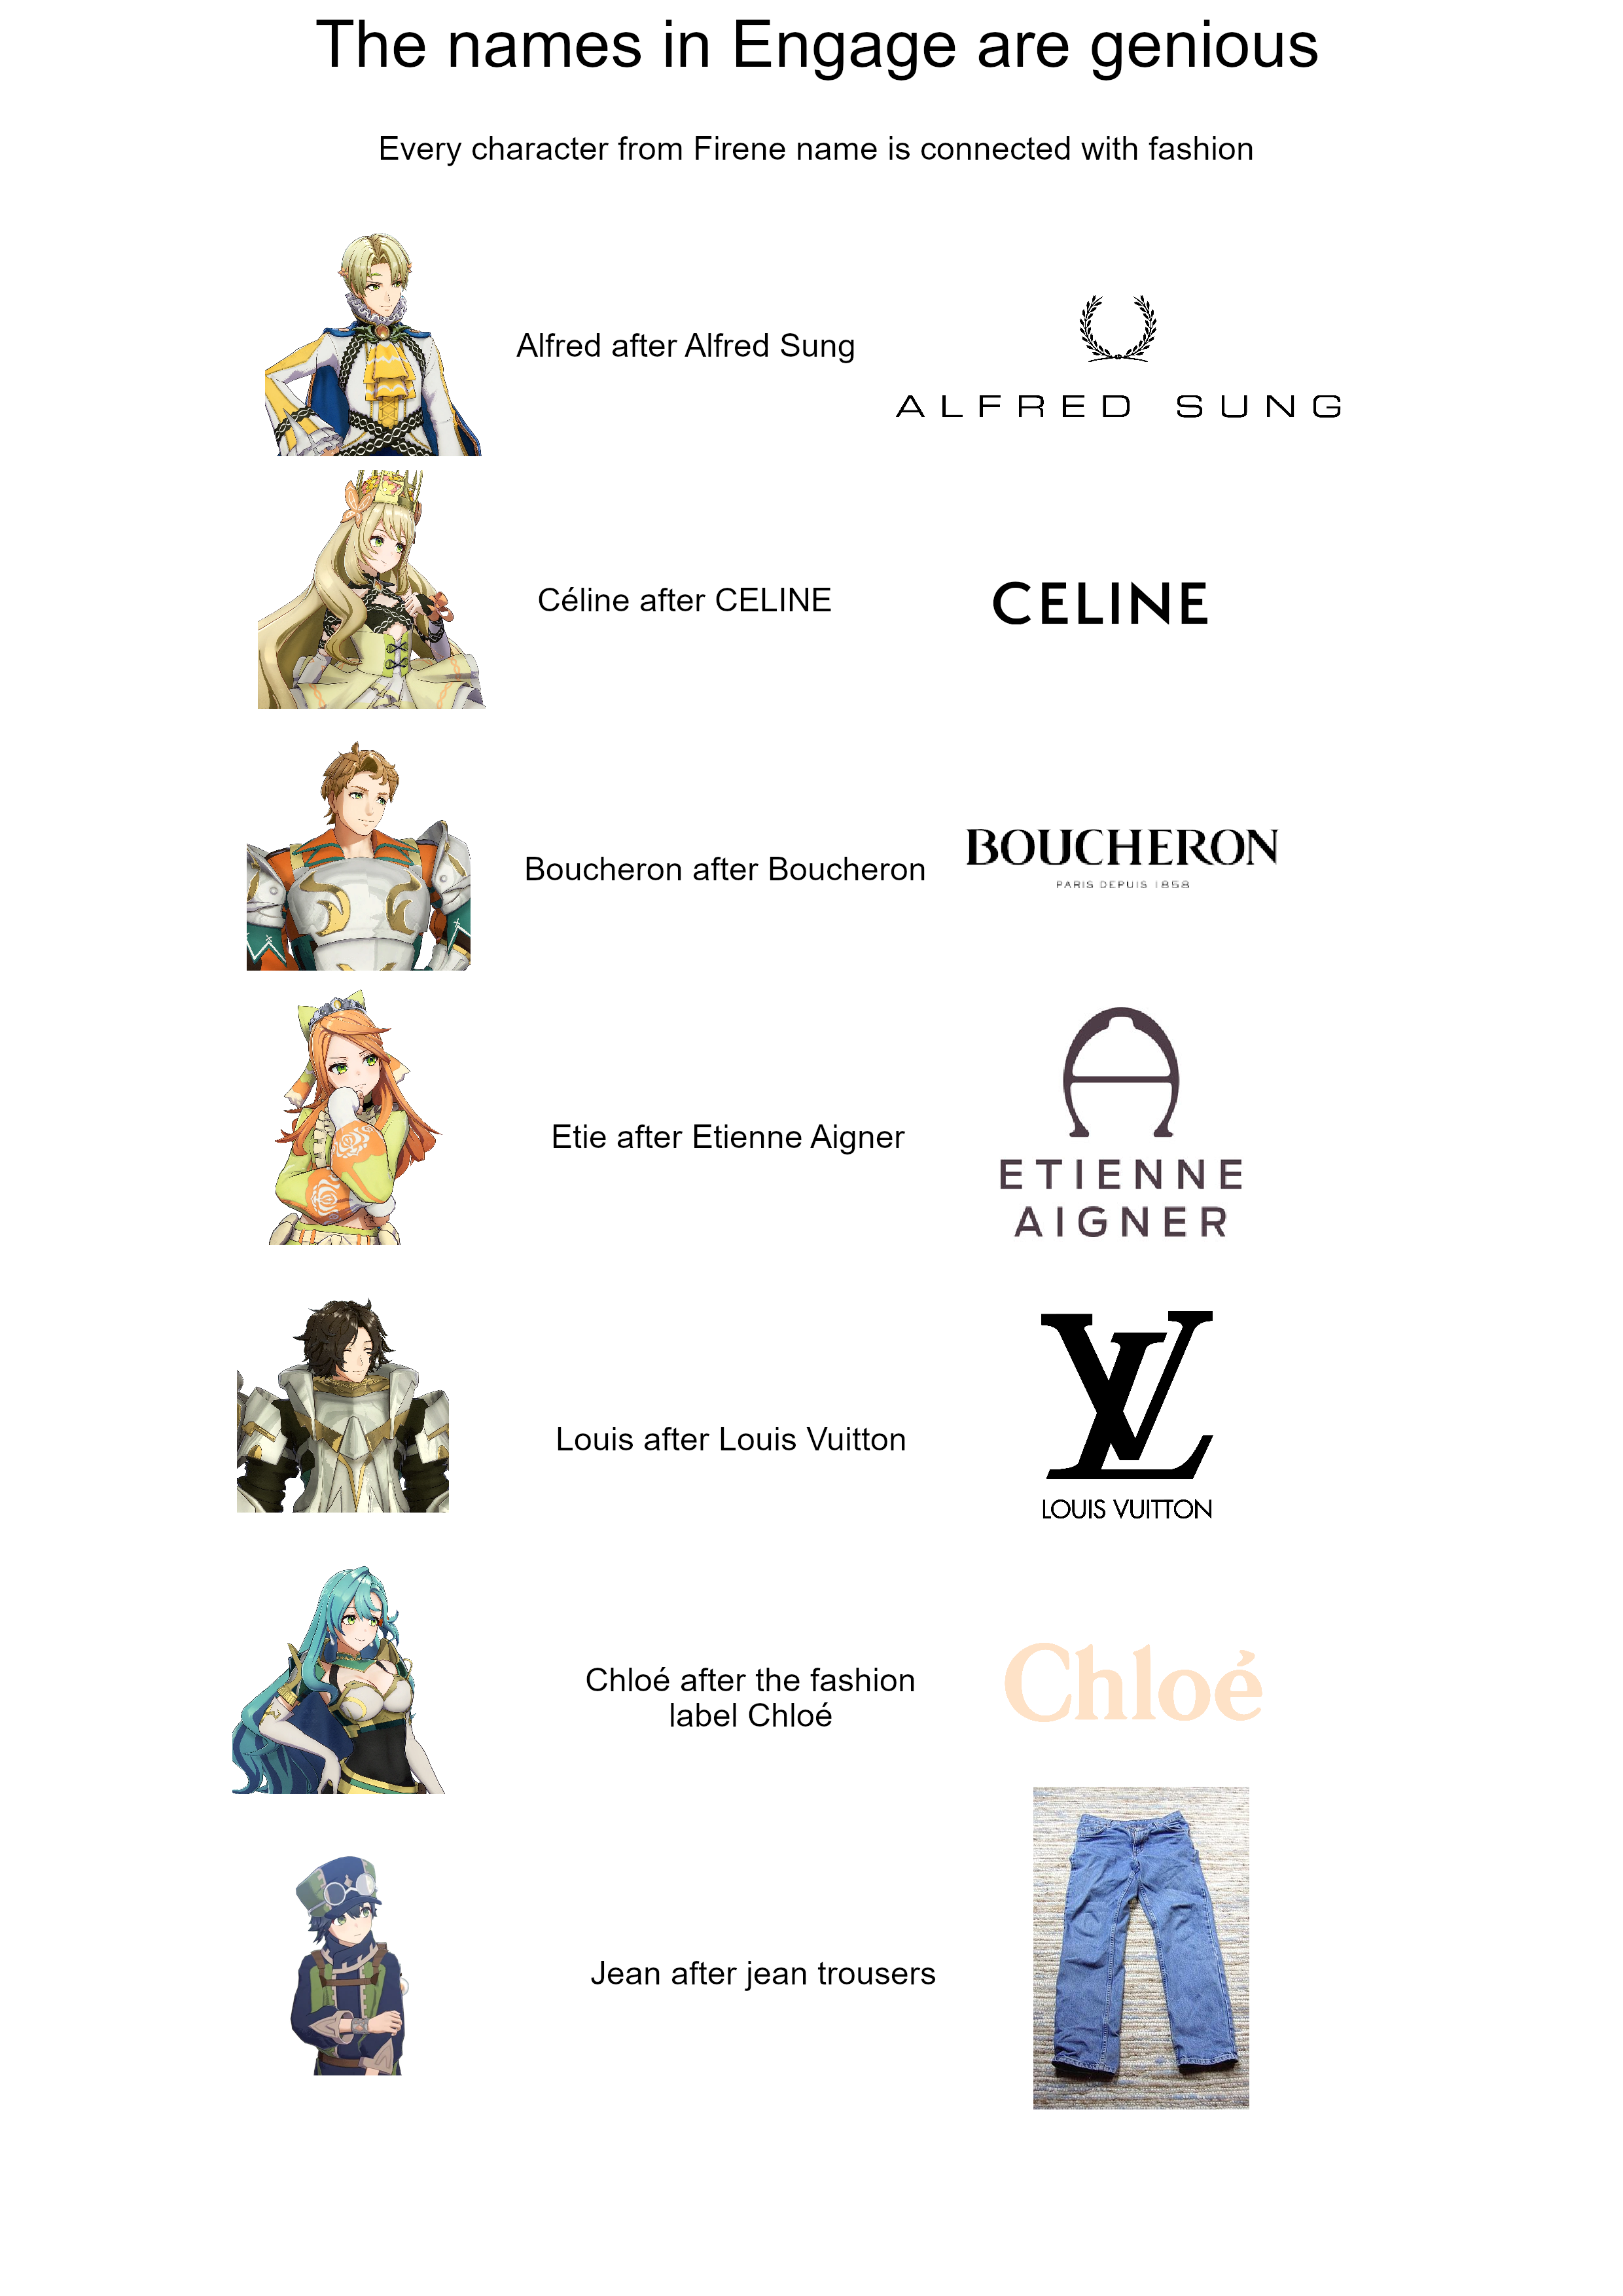 The names in Engage are genious
Every character from Firene name is connected with fashion
Alfred after Alfred Sung
ALFRED SUNG
Céline after CELINE
CELINE
Boucheron after Boucheron
BOUCHERON
PARIS DEPUIS 1858
Etie after Etienne Aigner
ETIENNE
AIGNER
Louis after Louis Vuitton
LV
LOUIS VUITTON
Chloé after the fashion
label Chloé
Chloé
Jean after jean trousers